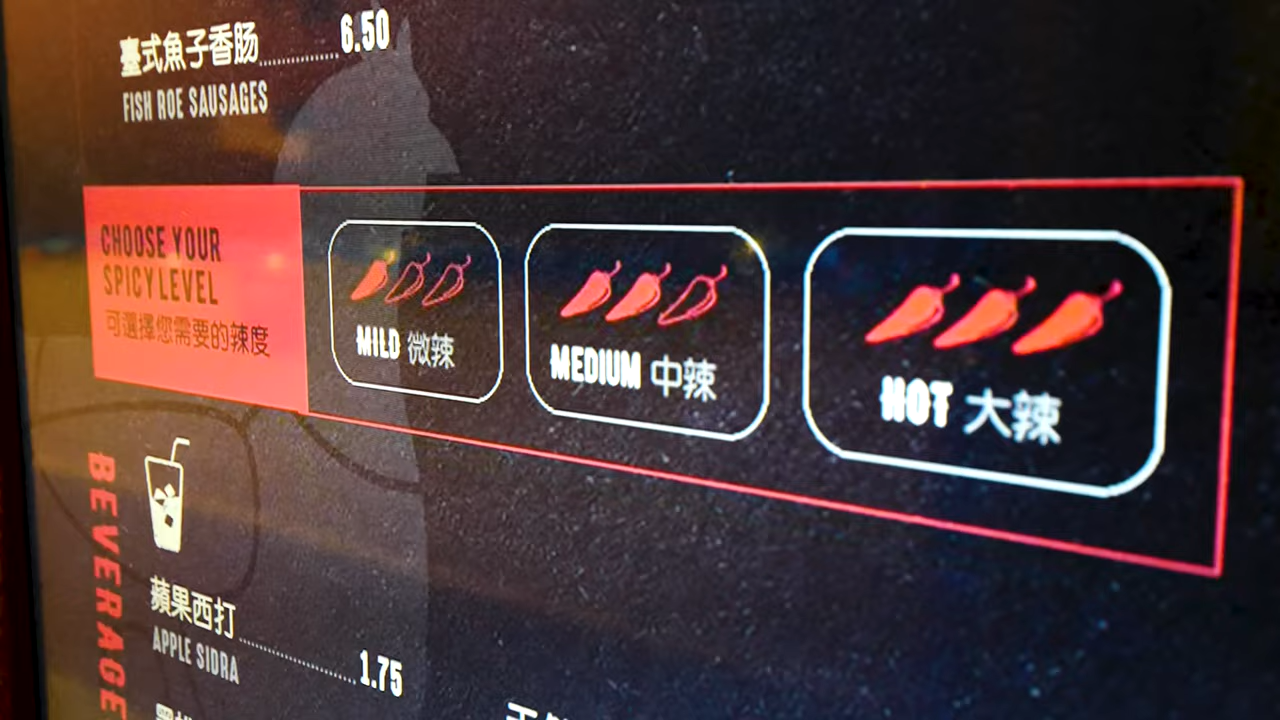 臺式魚子香肠 6.50
FISH ROE SAUSAGES
CHOOSE YOUR
SPICY LEVEL
可選擇您需要的辣度
MILD 微辣
MEDIUM 中辣
HOT 大辣
BEVERAGE
蘋果西打 1.75
APPLE SIDRA